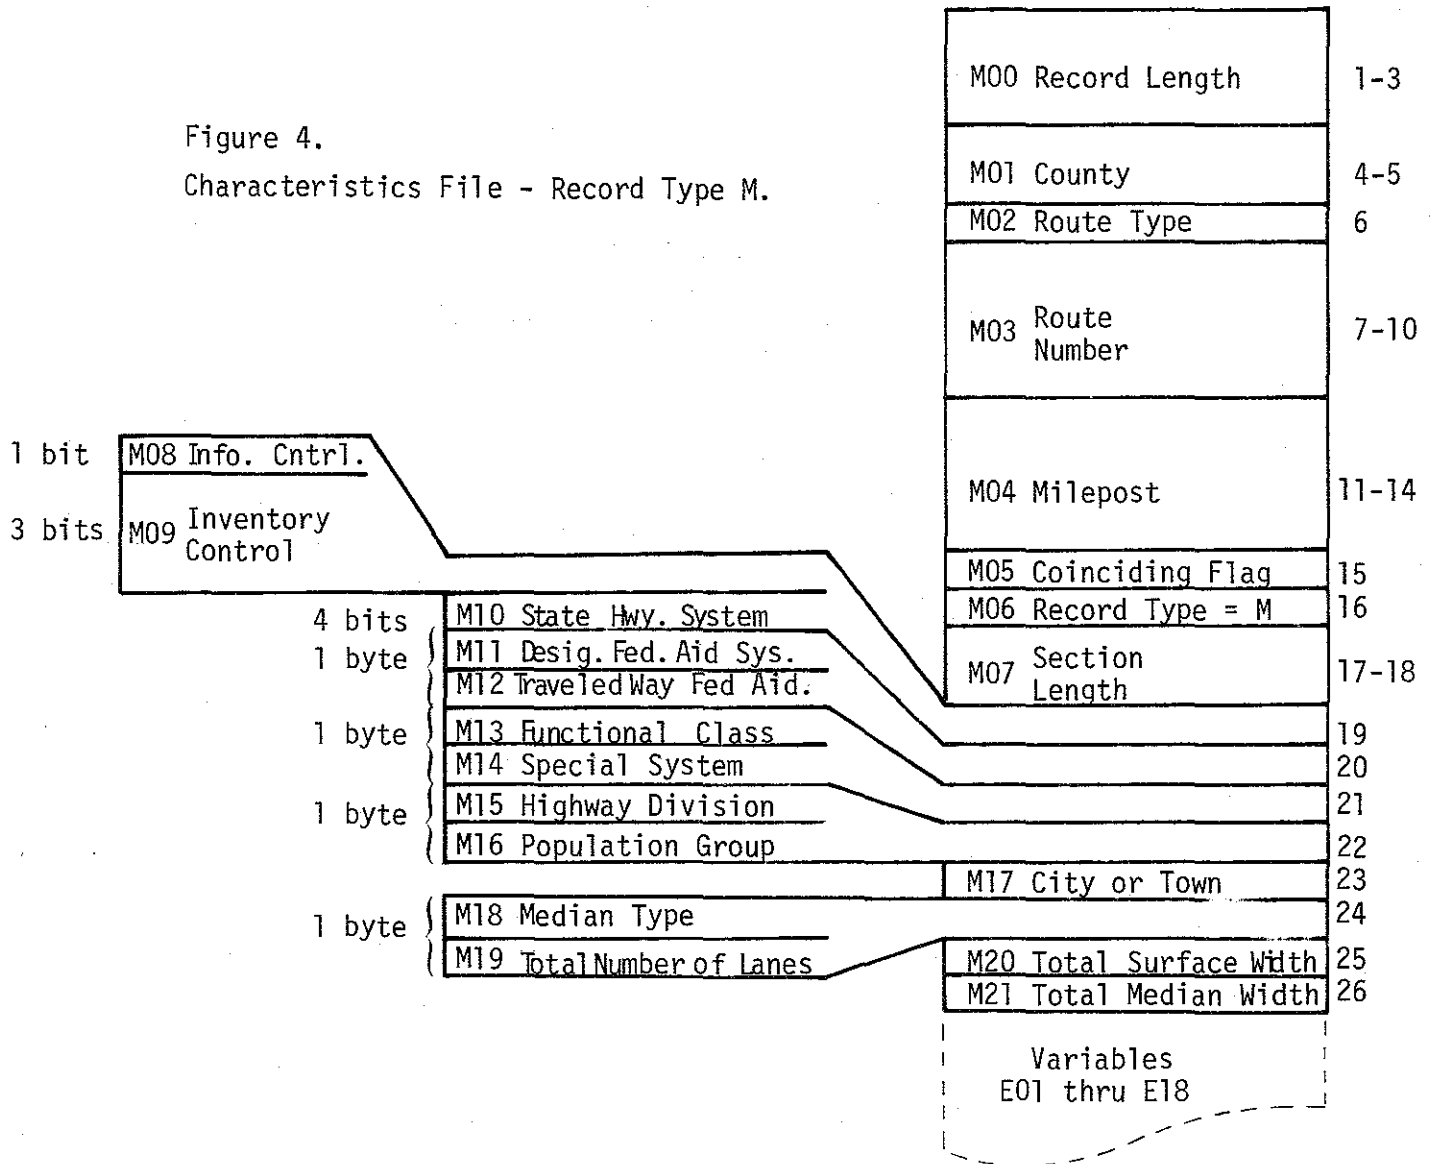 Figure 4.
Characteristics File - Record Type M.
M00 Record Length 1-3
M01 County 4-5
M02 Route Type 6
M03 Route Number 7-10
M04 Milepost 11-14
M05 Coinciding Flag 15
M06 Record Type = M 16
M07 Section Length 17-18
1 bit M08 Info. Cntrl.
3 bits M09 Inventory Control
4 bits M10 State Hwy. System 19
1 byte M11 Desig. Fed. Aid Sys.
M12 Traveled Way Fed Aid. 20
1 byte M13 Functional Class
M14 Special System 21
1 byte M15 Highway Division
M16 Population Group 22
M17 City or Town 23
1 byte M18 Median Type 24
M19 Total Number of Lanes
M20 Total Surface Width 25
M21 Total Median Width 26
Variables
E01 thru E18